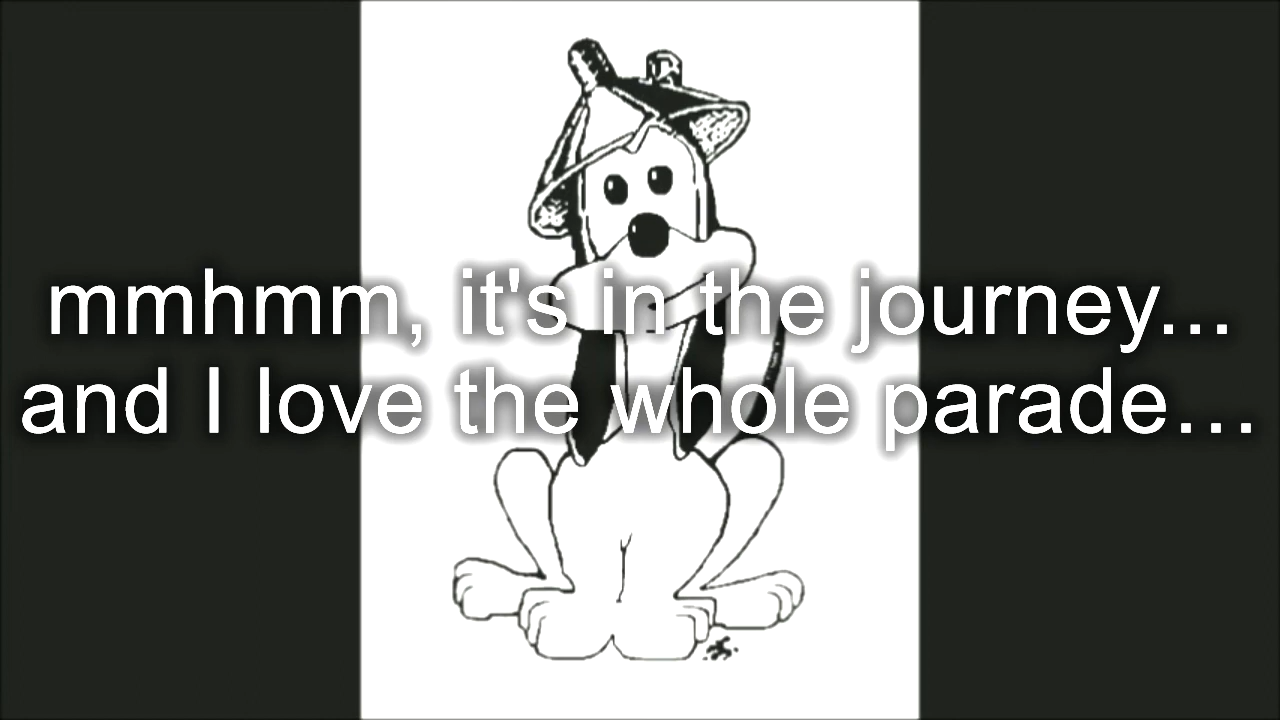 mmhmm, it's in the journey...
and I love the whole parade...